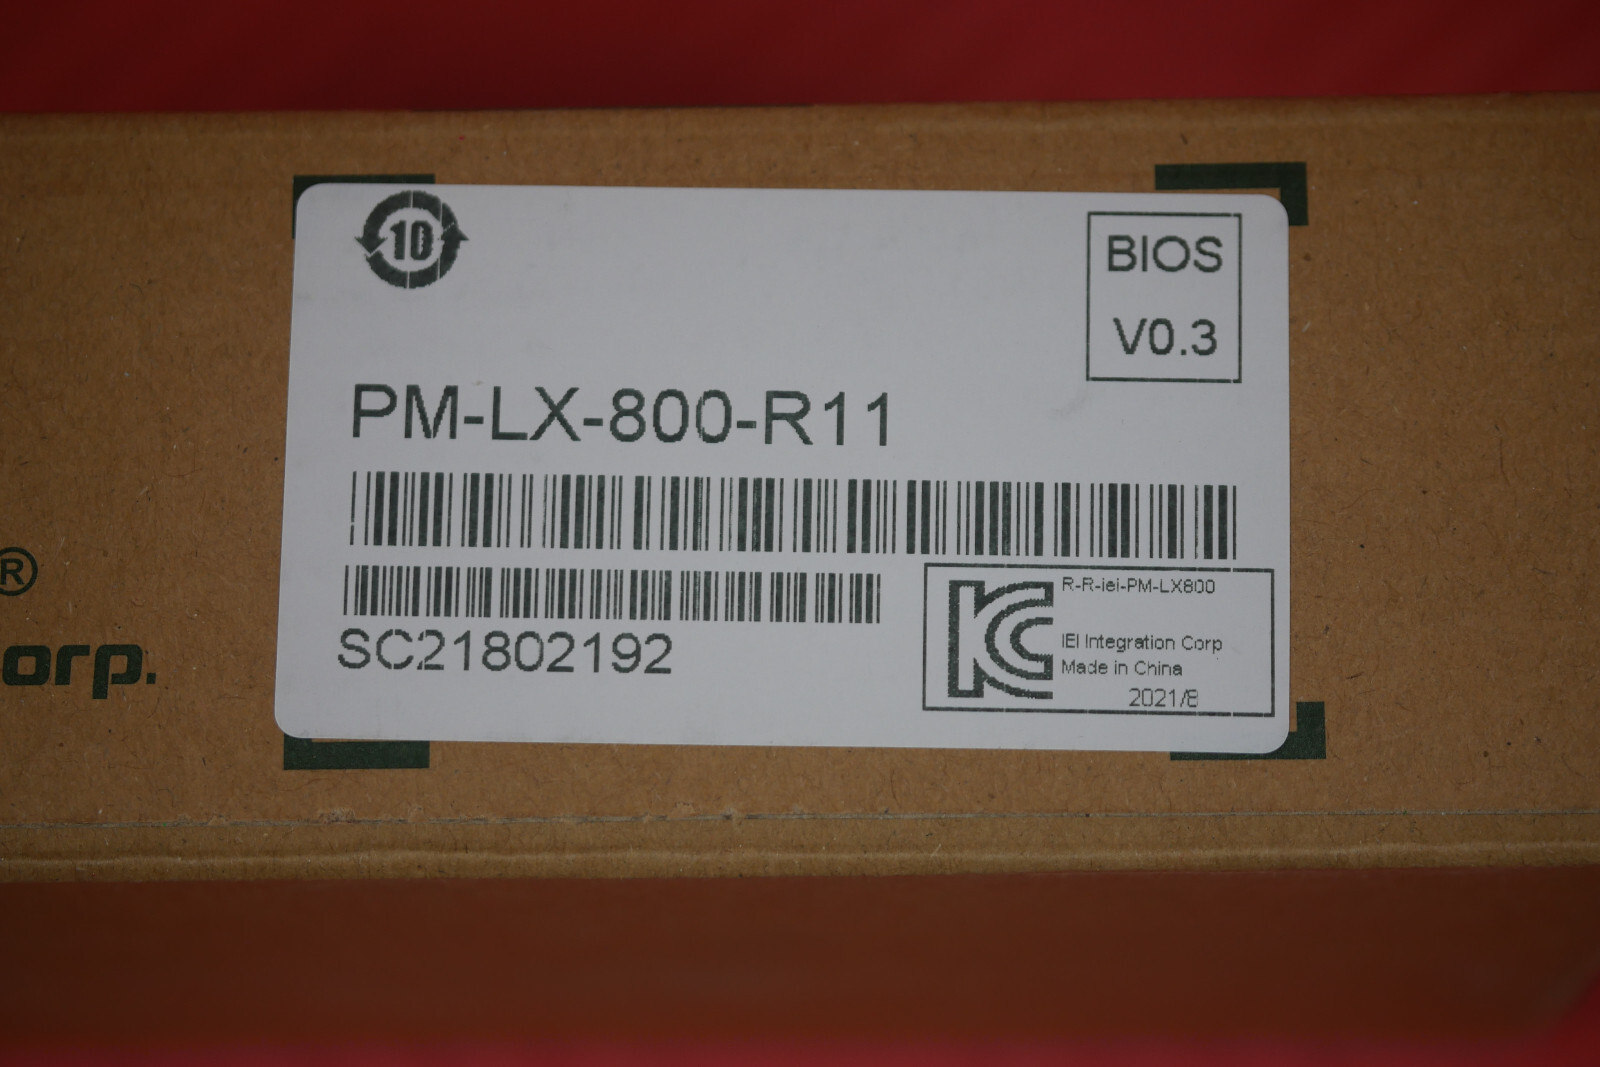 10
BIOS
V0.3
PM-LX-800-R11
R-R-iei-PM-LX800
IEI Integration Corp
Made in China
2021/8
SC21802192
®
orp.